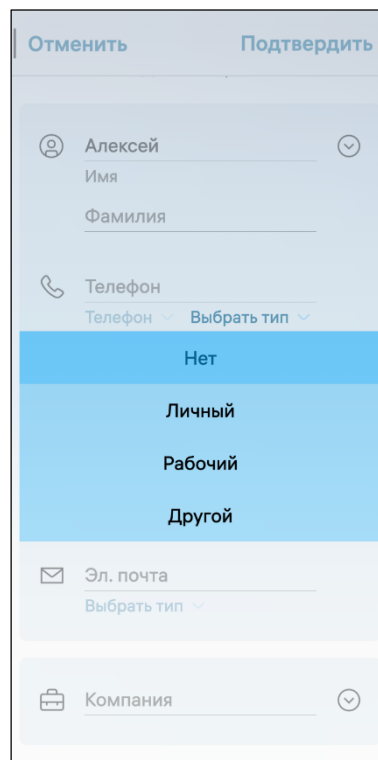 Отменить Подтвердить
Алексей
Имя
Фамилия
Телефон
Телефон Выбрать тип
Нет
Личный
Рабочий
Другой
Эл. почта
Выбрать тип
Компания